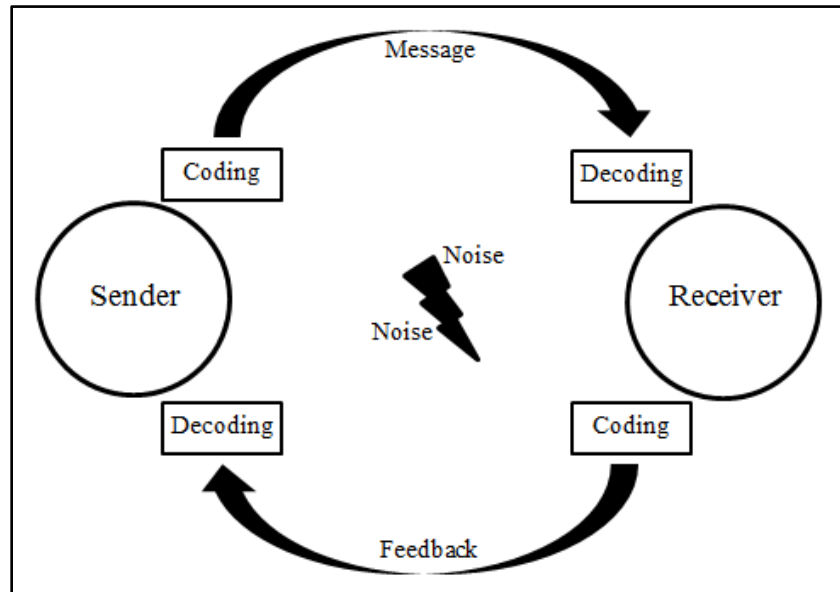 Message
Coding
Decoding
Noise
Sender
Receiver
Noise
Decoding
Coding
Feedback